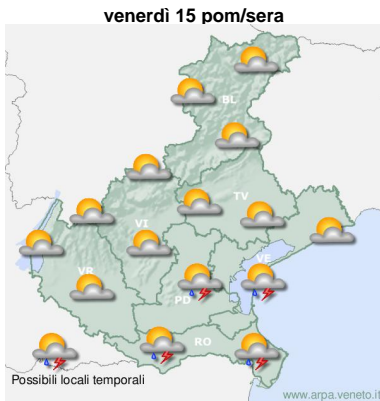 venerdì 15 pom/sera
BL
TV
VI
VE
VR
PD
RO
Possibili locali temporali
www.arpa.veneto.it